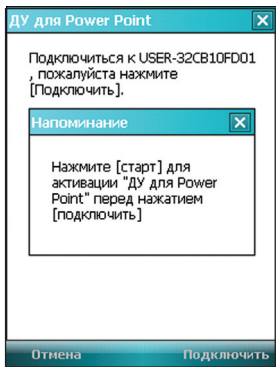 ДУ для Power Point
Подключиться к USER-32CB10FD01
, пожалуйста нажмите
[Подключить].
Напоминание
Нажмите [старт] для
активации "ДУ для Power
Point" перед нажатием
[подключить]
Отмена Подключить